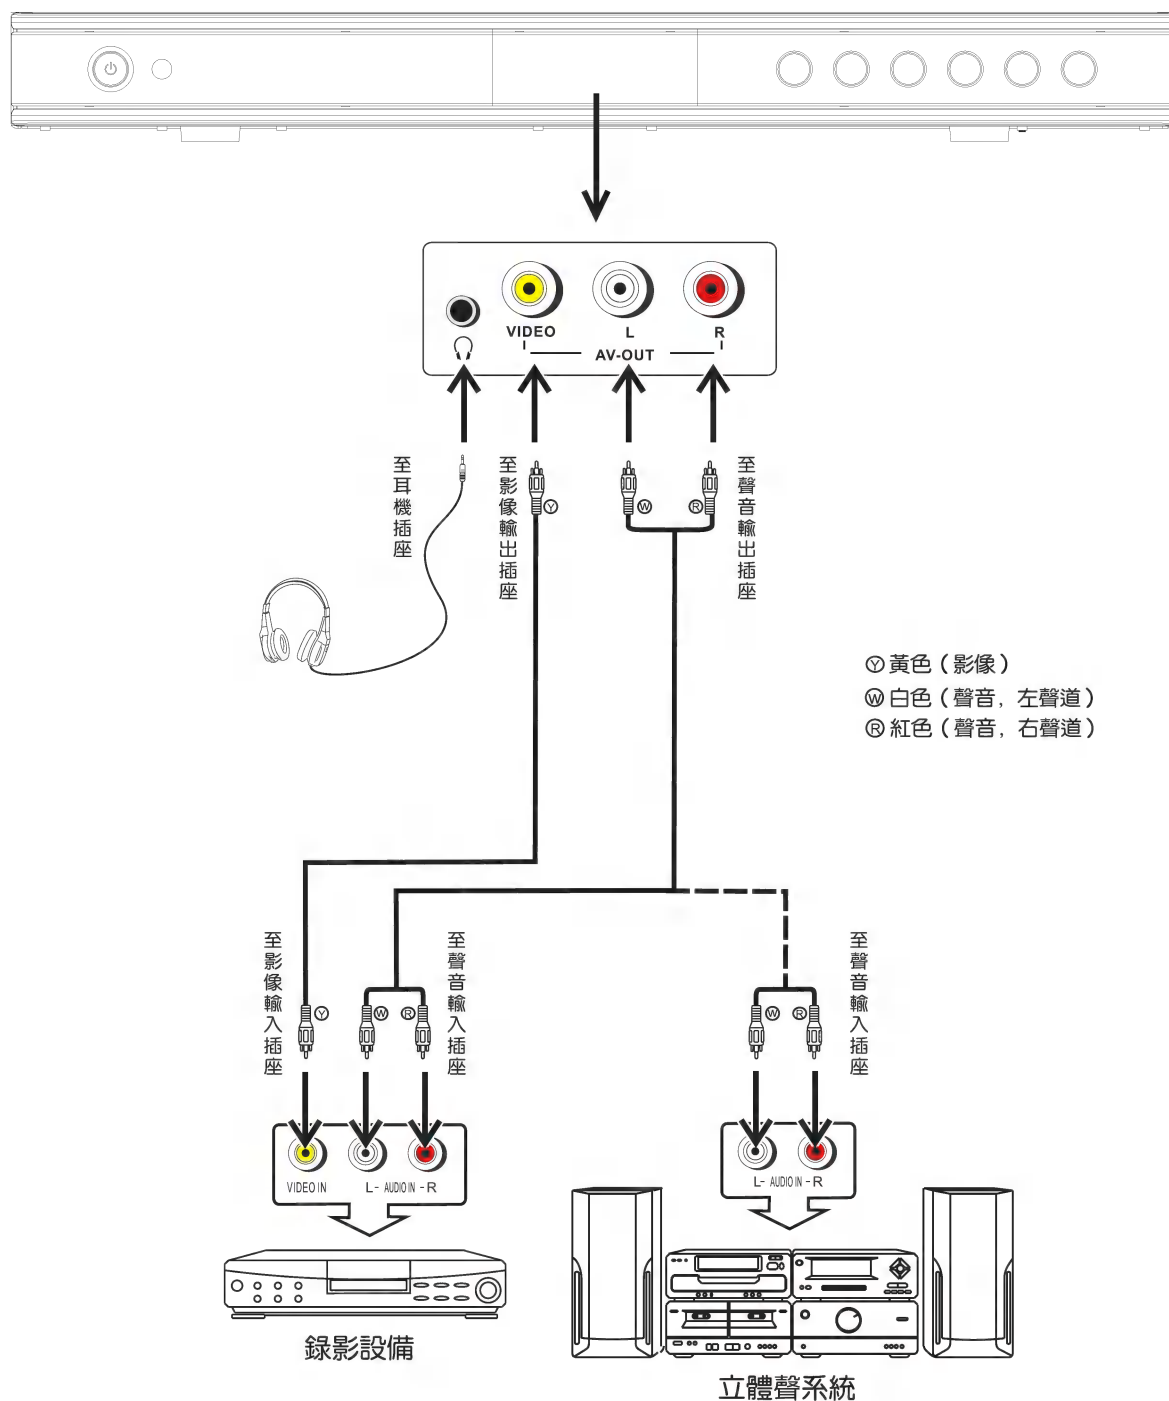 VIDEO L R
AV-OUT
至耳機插座
至影像輸出插座
Ⓨ
Ⓦ
Ⓡ
至聲音輸出插座
Ⓨ黃色（影像）
Ⓦ白色（聲音，左聲道）
Ⓡ紅色（聲音，右聲道）
至影像輸入插座
Ⓨ
Ⓦ
Ⓡ
至聲音輸入插座
Ⓦ
Ⓡ
至聲音輸入插座
VIDEO IN L- AUDIO IN -R
L- AUDIO IN -R
錄影設備
立體聲系統